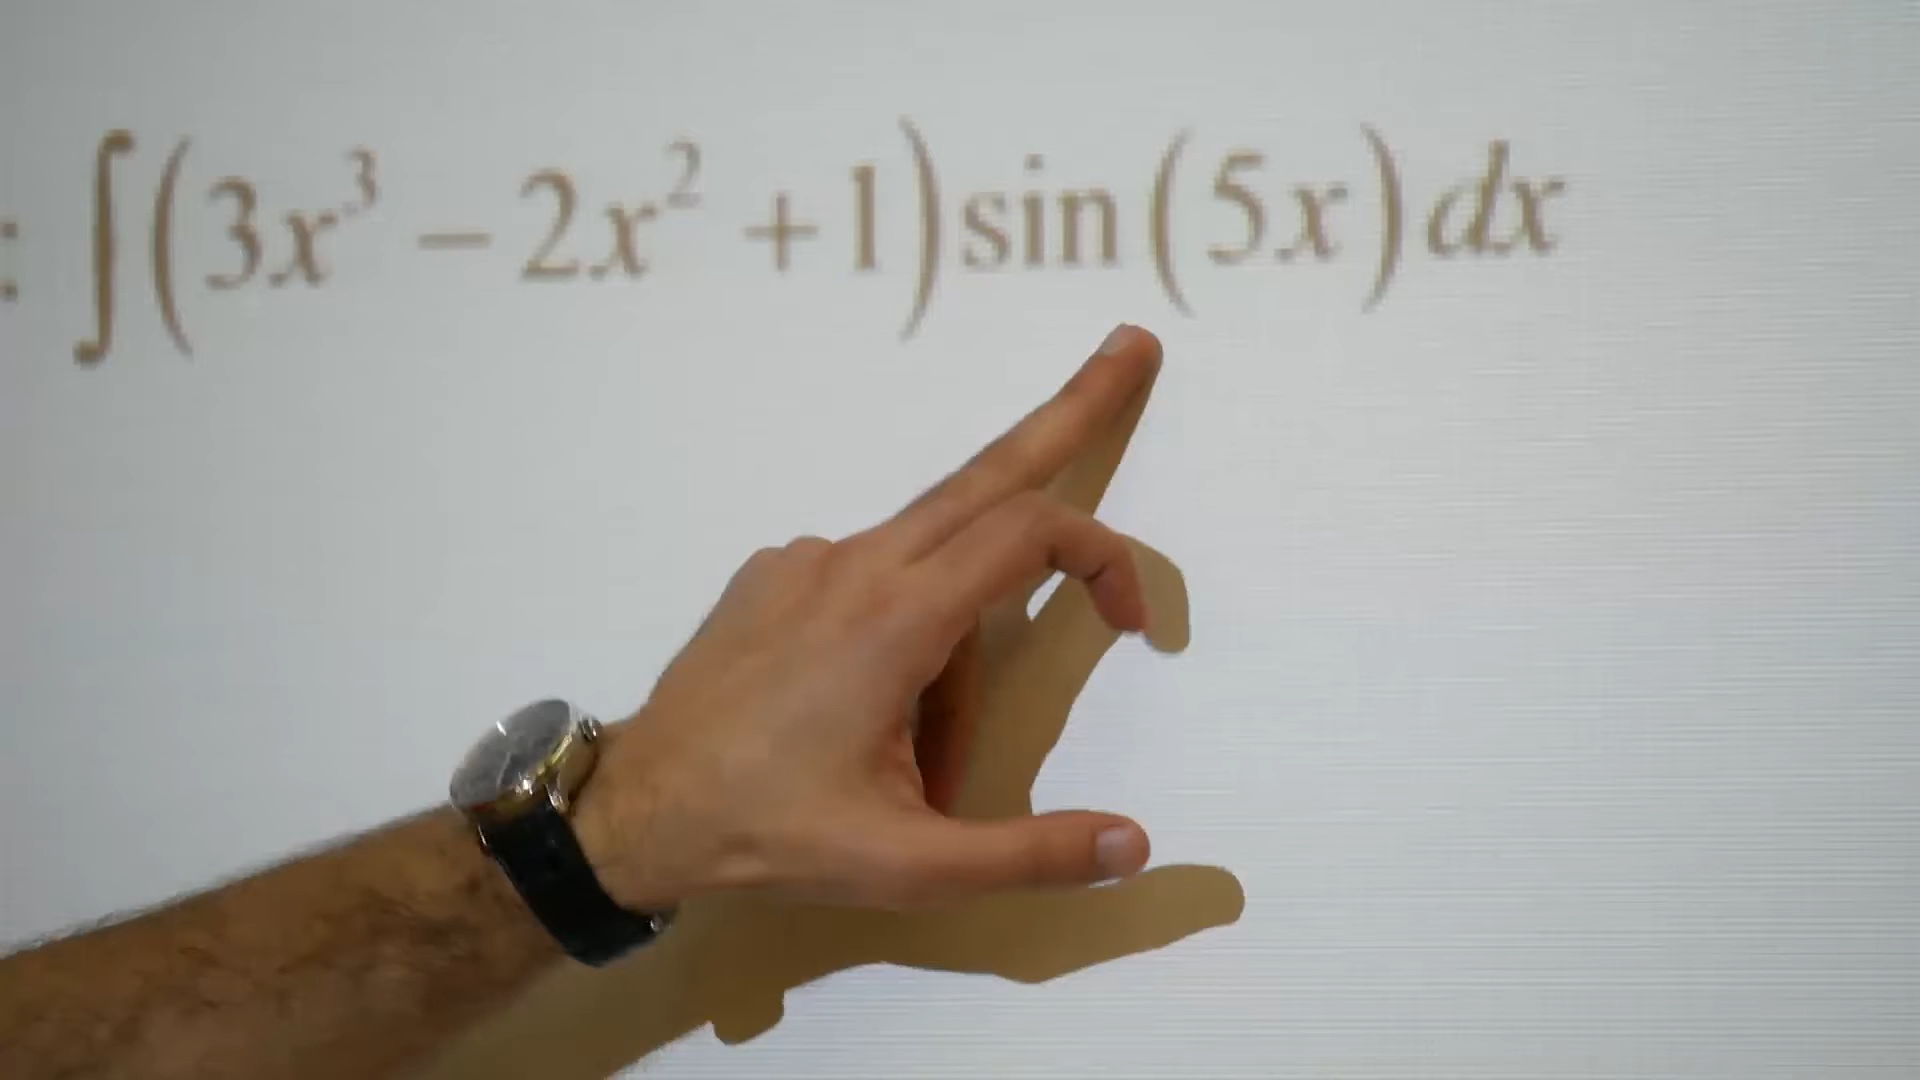 : ∫(3x³ − 2x² + 1) sin(5x) dx